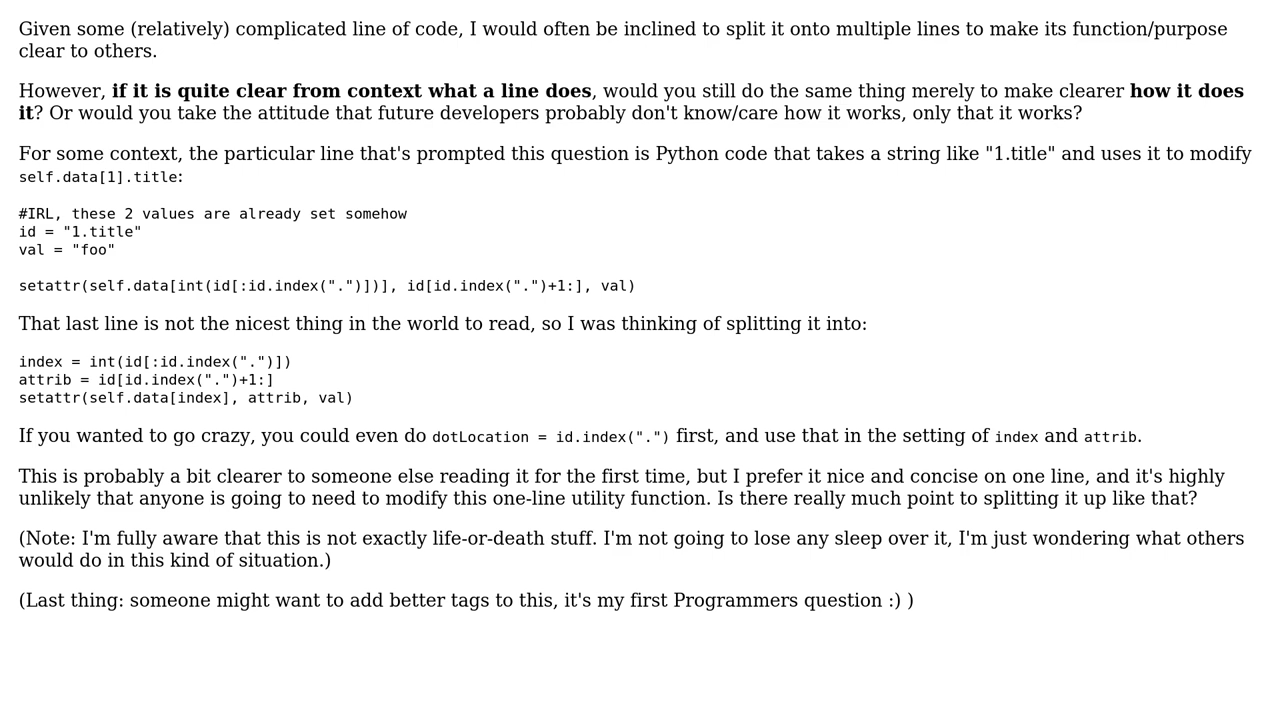 Given some (relatively) complicated line of code, I would often be inclined to split it onto multiple lines to make its function/purpose
clear to others.
However, if it is quite clear from context what a line does, would you still do the same thing merely to make clearer how it does
it? Or would you take the attitude that future developers probably don't know/care how it works, only that it works?
For some context, the particular line that's prompted this question is Python code that takes a string like "1.title" and uses it to modify
self.data[1].title:
#IRL, these 2 values are already set somehow
id = "1.title"
val = "foo"
setattr(self.data[int(id[:id.index(".")])], id[id.index(".")+1:], val)
That last line is not the nicest thing in the world to read, so I was thinking of splitting it into:
index = int(id[:id.index(".")])
attrib = id[id.index(".")+1:]
setattr(self.data[index], attrib, val)
If you wanted to go crazy, you could even do dotLocation = id.index(".") first, and use that in the setting of index and attrib.
This is probably a bit clearer to someone else reading it for the first time, but I prefer it nice and concise on one line, and it's highly
unlikely that anyone is going to need to modify this one-line utility function. Is there really much point to splitting it up like that?
(Note: I'm fully aware that this is not exactly life-or-death stuff. I'm not going to lose any sleep over it, I'm just wondering what others
would do in this kind of situation.)
(Last thing: someone might want to add better tags to this, it's my first Programmers question :) )